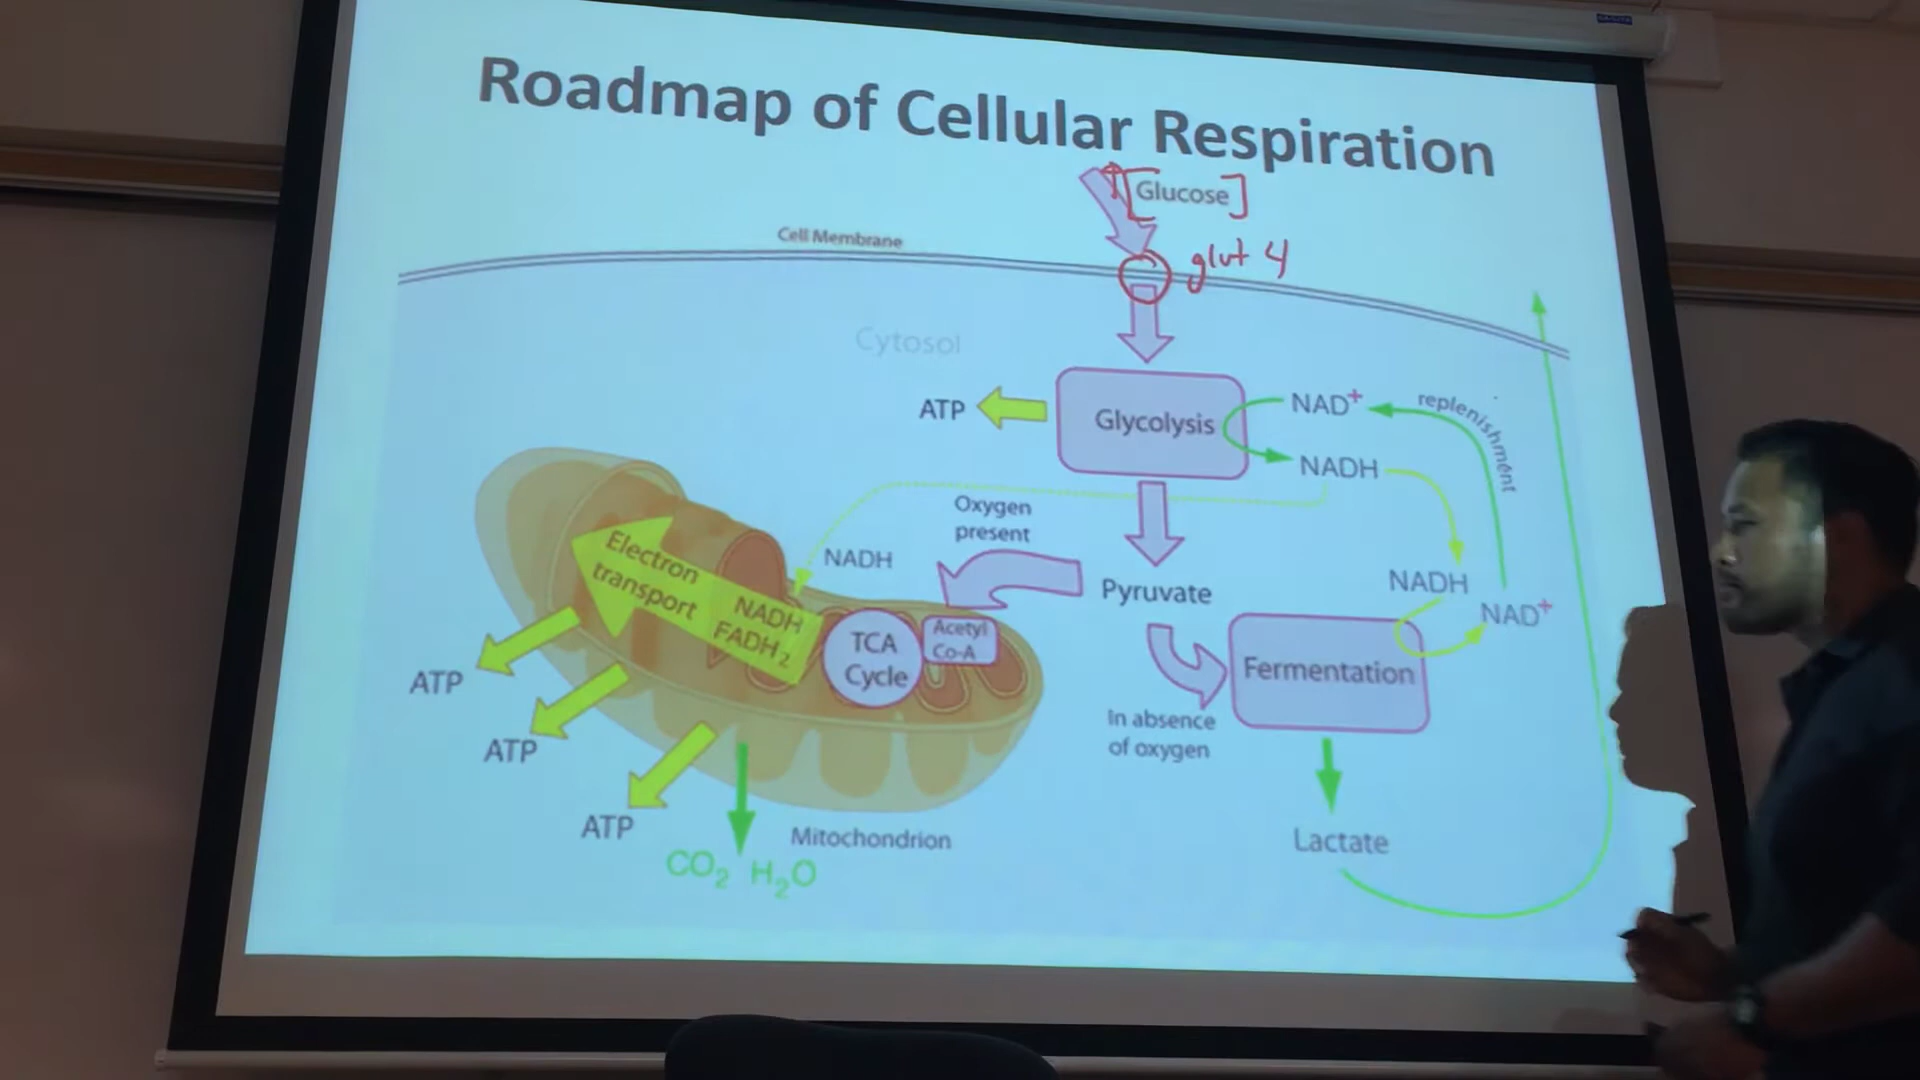 Roadmap of Cellular Respiration
↑[Glucose]
Cell Membrane
glut 4
Cytosol
ATP
Glycolysis
NAD+
replenishment
NADH
Oxygen
present
NADH
Pyruvate
NADH
NAD+
Electron
transport
NADH
FADH2
TCA
Cycle
Acetyl
Co-A
Fermentation
In absence
of oxygen
ATP
ATP
ATP
Mitochondrion
CO2 H2O
Lactate